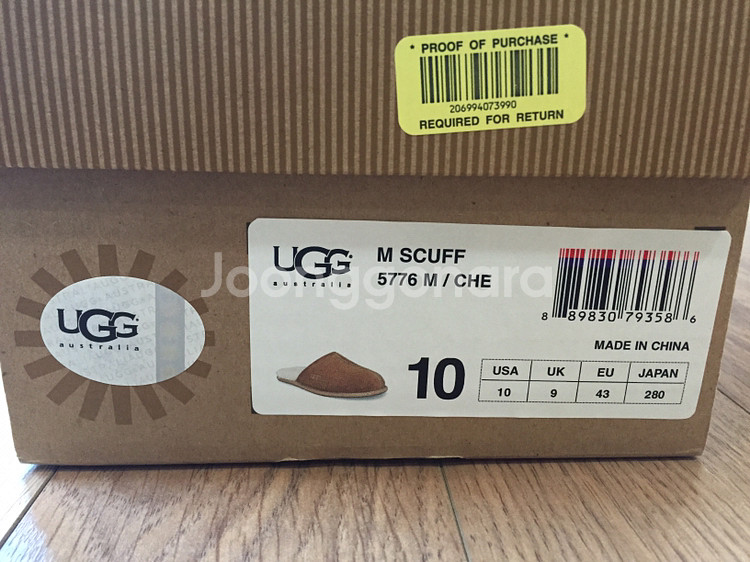 • PROOF OF PURCHASE •
206994073990
REQUIRED FOR RETURN
UGG
australia
M SCUFF
5776 M / CHE
Joonggonara
8 89830 79358 6
MADE IN CHINA
10
USA UK EU JAPAN
10 9 43 280
UGG
australia